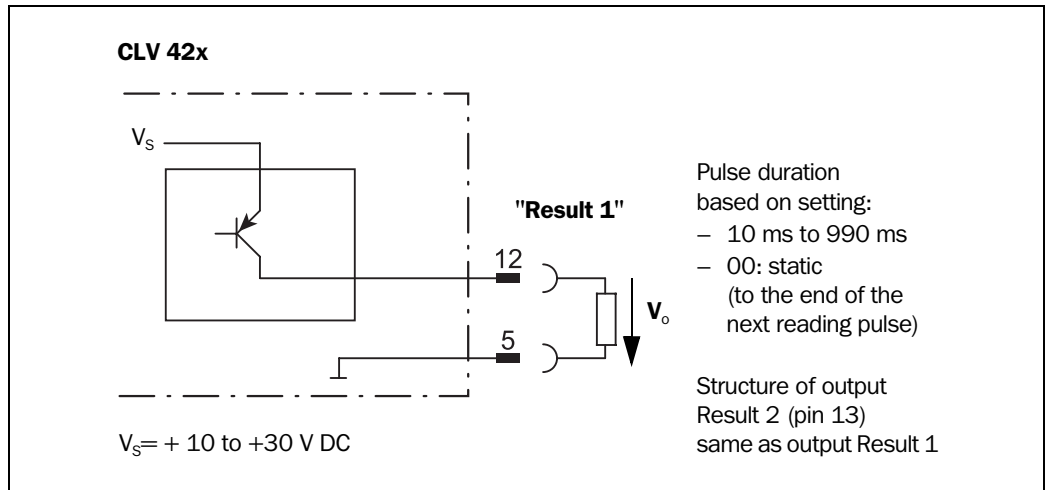 CLV 42x
VS
"Result 1"
12
5
Vo
Pulse duration
based on setting:
– 10 ms to 990 ms
– 00: static
(to the end of the
next reading pulse)
Structure of output
Result 2 (pin 13)
same as output Result 1
VS= + 10 to +30 V DC